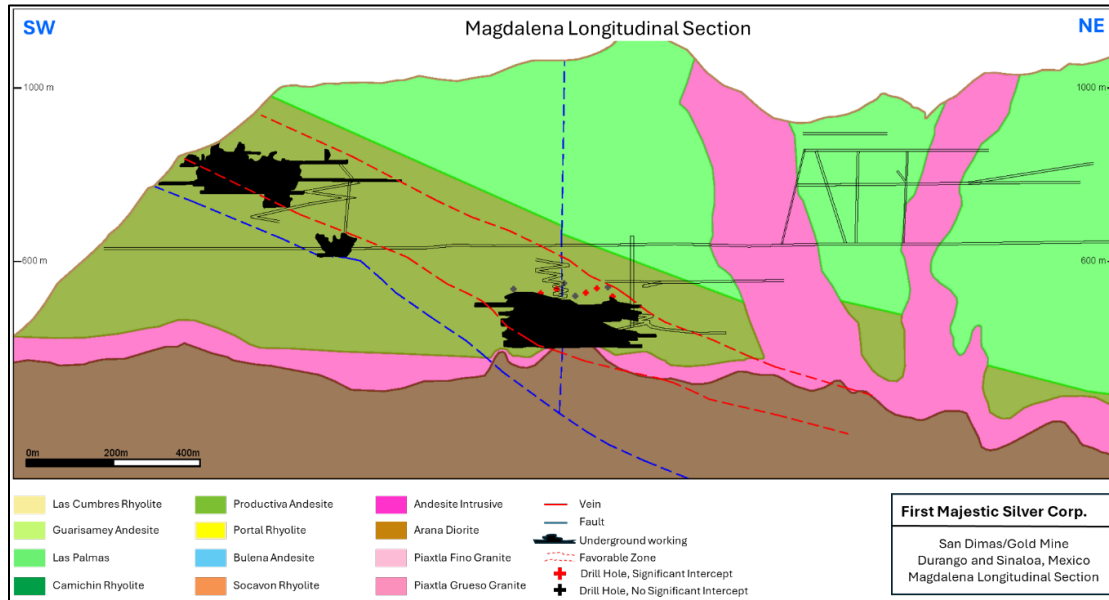 SW
Magdalena Longitudinal Section
NE
1000 m
1000 m
600 m
600 m
0m 200m 400m
Las Cumbres Rhyolite
Guarisamey Andesite
Las Palmas
Camichin Rhyolite
Productiva Andesite
Portal Rhyolite
Bulena Andesite
Socavon Rhyolite
Andesite Intrusive
Arana Diorite
Piaxtla Fino Granite
Piaxtla Grueso Granite
Vein
Fault
Underground working
Favorable Zone
Drill Hole, Significant Intercept
Drill Hole, No Significant Intercept
First Majestic Silver Corp.
San Dimas/Gold Mine
Durango and Sinaloa, Mexico
Magdalena Longitudinal Section